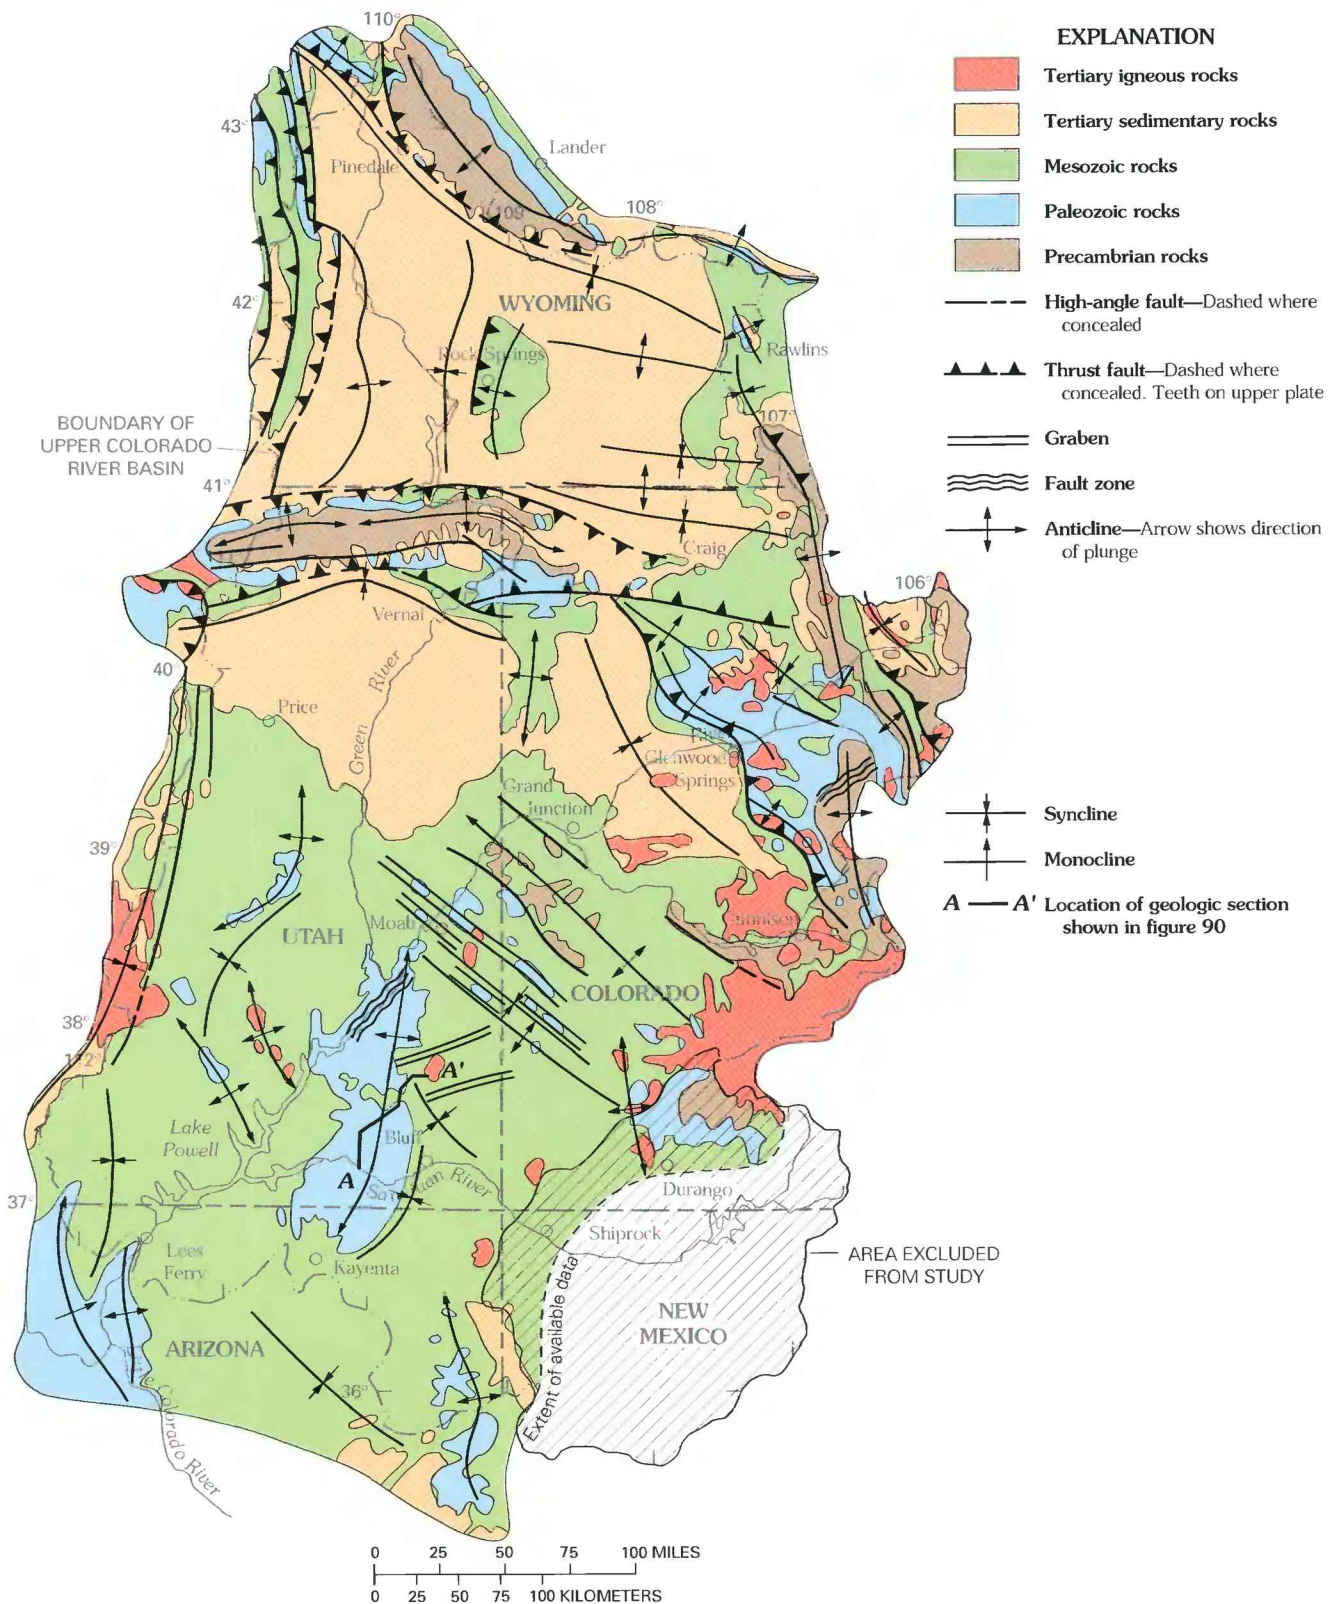 110°
43°
Pinedale
Lander
109°
108°
42°
WYOMING
Rock Springs
Rawlins
107°
BOUNDARY OF
UPPER COLORADO
RIVER BASIN
41°
Craig
106°
Vernal
40°
Green River
Price
River
Glenwood
Springs
Grand
Junction
39°
Moab
UTAH
Gunnison
COLORADO
38°
112°
A'
Lake
Powell
Bluff
A
San Juan River
37°
Durango
Shiprock
Lees
Ferry
Kayenta
AREA EXCLUDED
FROM STUDY
Extent of available data
NEW
MEXICO
ARIZONA
36°
Little Colorado River
0 25 50 75 100 MILES
0 25 50 75 100 KILOMETERS
EXPLANATION
Tertiary igneous rocks
Tertiary sedimentary rocks
Mesozoic rocks
Paleozoic rocks
Precambrian rocks
High-angle fault—Dashed where
concealed
Thrust fault—Dashed where
concealed. Teeth on upper plate
Graben
Fault zone
Anticline—Arrow shows direction
of plunge
Syncline
Monocline
A — A' Location of geologic section
shown in figure 90